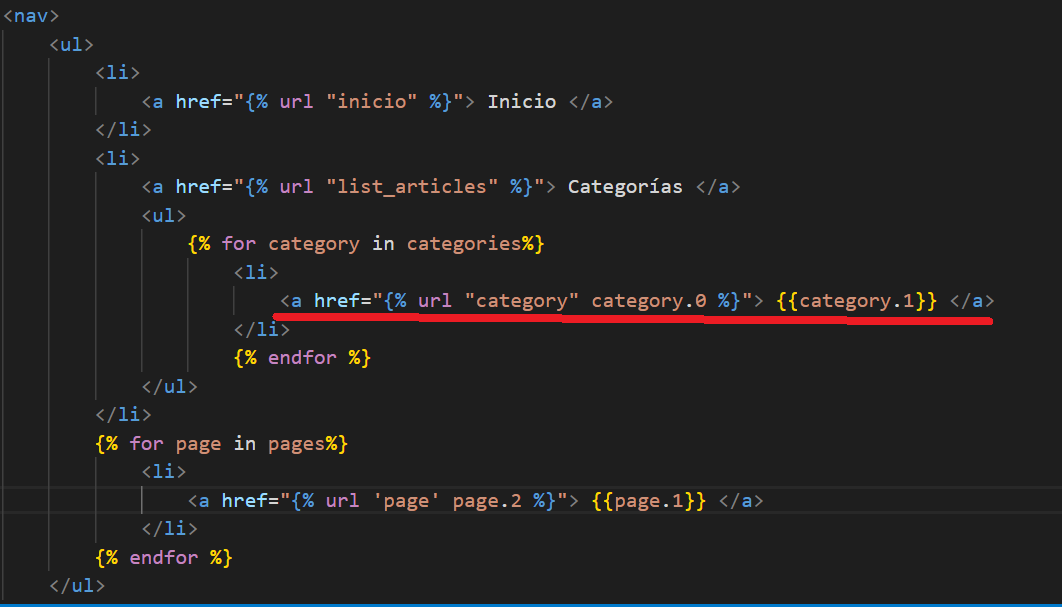 <nav>
<ul>
<li>
<a href="{% url "inicio" %}"> Inicio </a>
</li>
<li>
<a href="{% url "list_articles" %}"> Categorías </a>
<ul>
{% for category in categories%}
<li>
<a href="{% url "category" category.0 %}"> {{category.1}} </a>
</li>
{% endfor %}
</ul>
</li>
{% for page in pages%}
<li>
<a href="{% url 'page' page.2 %}"> {{page.1}} </a>
</li>
{% endfor %}
</ul>